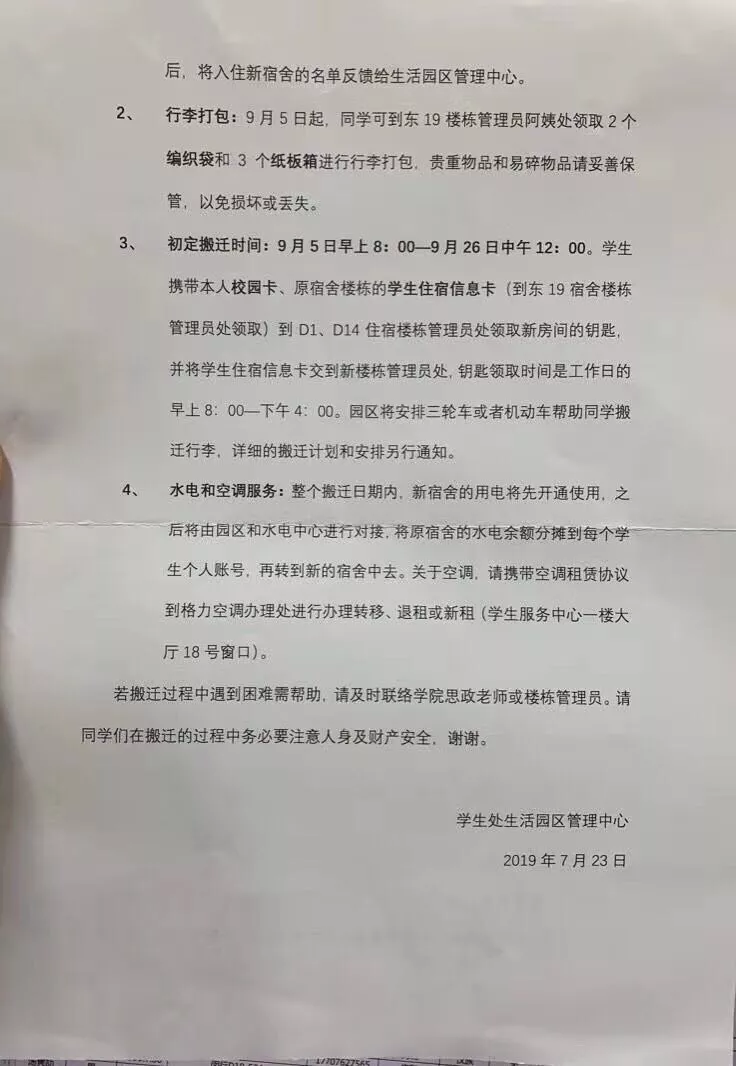 后，将入住新宿舍的名单反馈给生活园区管理中心。
2、 行李打包：9 月 5 日起，同学可到东 19 楼栋管理员阿姨处领取 2 个
编织袋和 3 个纸板箱进行行李打包，贵重物品和易碎物品请妥善保
管，以免损坏或丢失。
3、 初定搬迁时间：9 月 5 日早上 8：00—9 月 26 日中午 12：00。学生
携带本人校园卡、原宿舍楼栋的学生住宿信息卡（到东 19 宿舍楼栋
管理员处领取）到 D1、D14 住宿楼栋管理员处领取新房间的钥匙，
并将学生住宿信息卡交到新楼栋管理员处，钥匙领取时间是工作日的
早上 8：00—下午 4：00。园区将安排三轮车或者机动车帮助同学搬
迁行李，详细的搬迁计划和安排另行通知。
4、 水电和空调服务：整个搬迁日期内，新宿舍的用电将先开通使用，之
后将由园区和水电中心进行对接，将原宿舍的水电余额分摊到每个学
生个人账号，再转到新的宿舍中去。关于空调，请携带空调租赁协议
到格力空调办理处进行办理转移、退租或新租（学生服务中心一楼大
厅 18 号窗口）。
若搬迁过程中遇到困难需帮助，请及时联络学院思政老师或楼栋管理员。请
同学们在搬迁的过程中务必要注意人身及财产安全，谢谢。
学生处生活园区管理中心
2019 年 7 月 23 日
17707627565